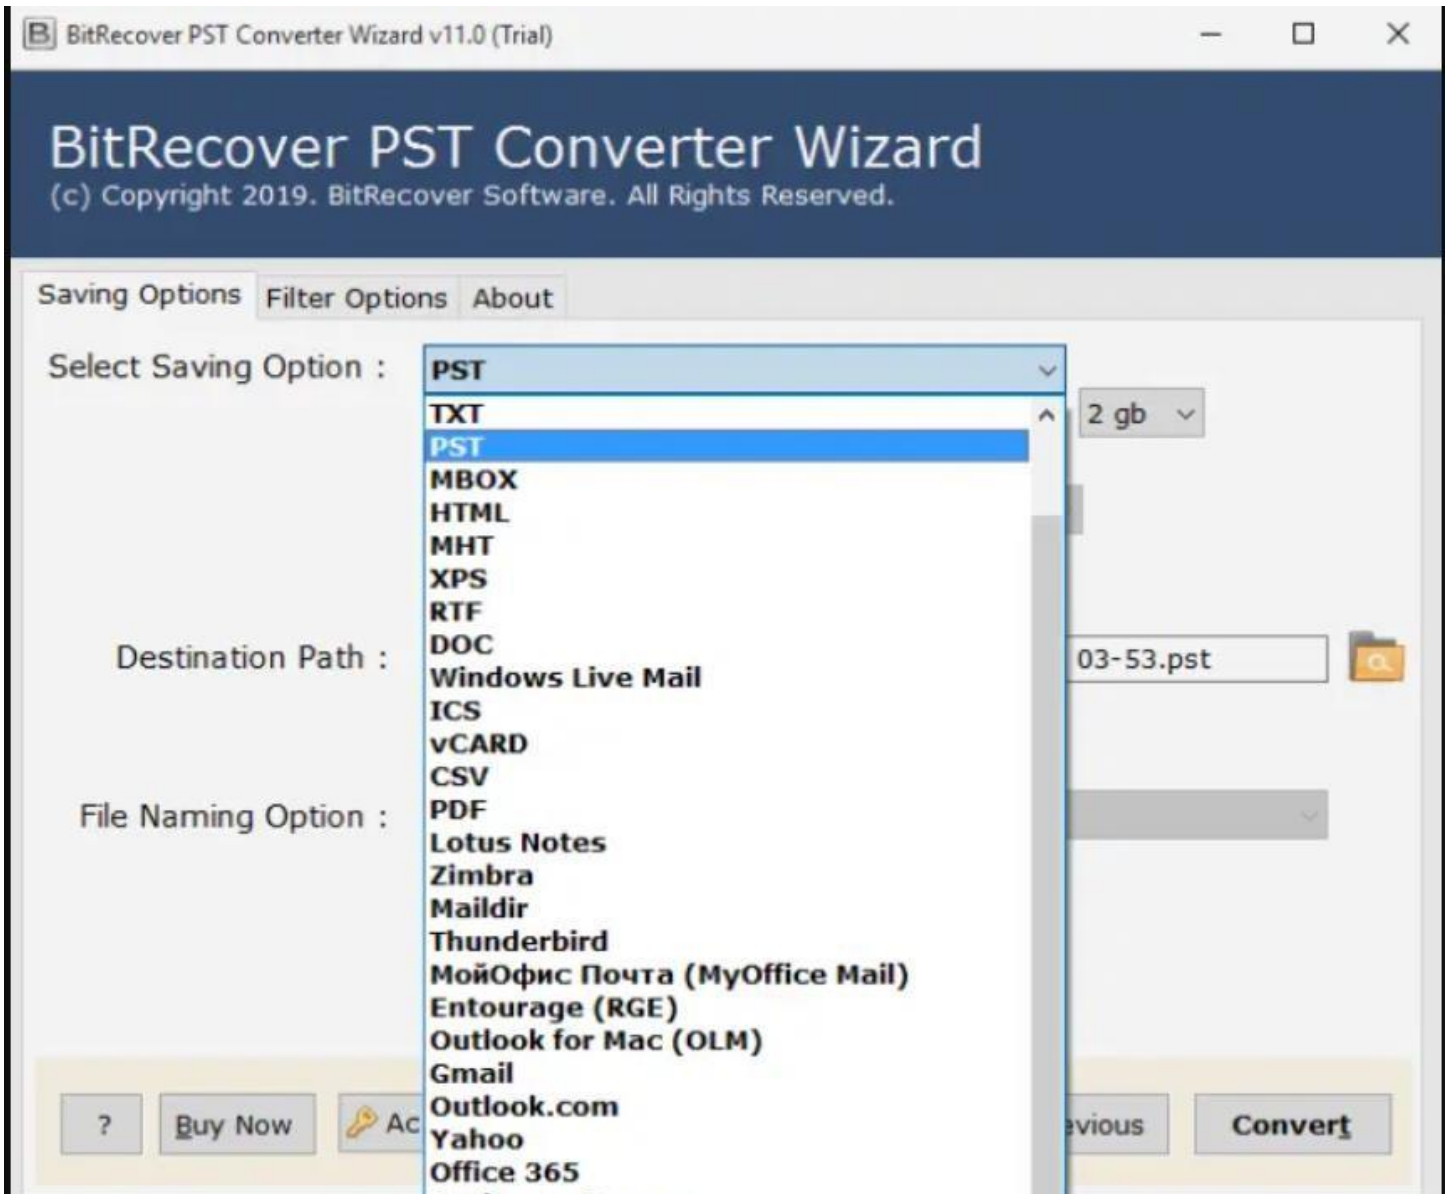 BitRecover PST Converter Wizard v11.0 (Trial)
BitRecover PST Converter Wizard
(c) Copyright 2019. BitRecover Software. All Rights Reserved.
Saving Options Filter Options About
Select Saving Option : PST
2 gb
TXT
PST
MBOX
HTML
MHT
XPS
RTF
DOC
Windows Live Mail
ICS
vCARD
CSV
PDF
Lotus Notes
Zimbra
Maildir
Thunderbird
МойОфис Почта (MyOffice Mail)
Entourage (RGE)
Outlook for Mac (OLM)
Gmail
Outlook.com
Yahoo
Office 365
Destination Path : 03-53.pst
File Naming Option :
? Buy Now Ac evious Convert